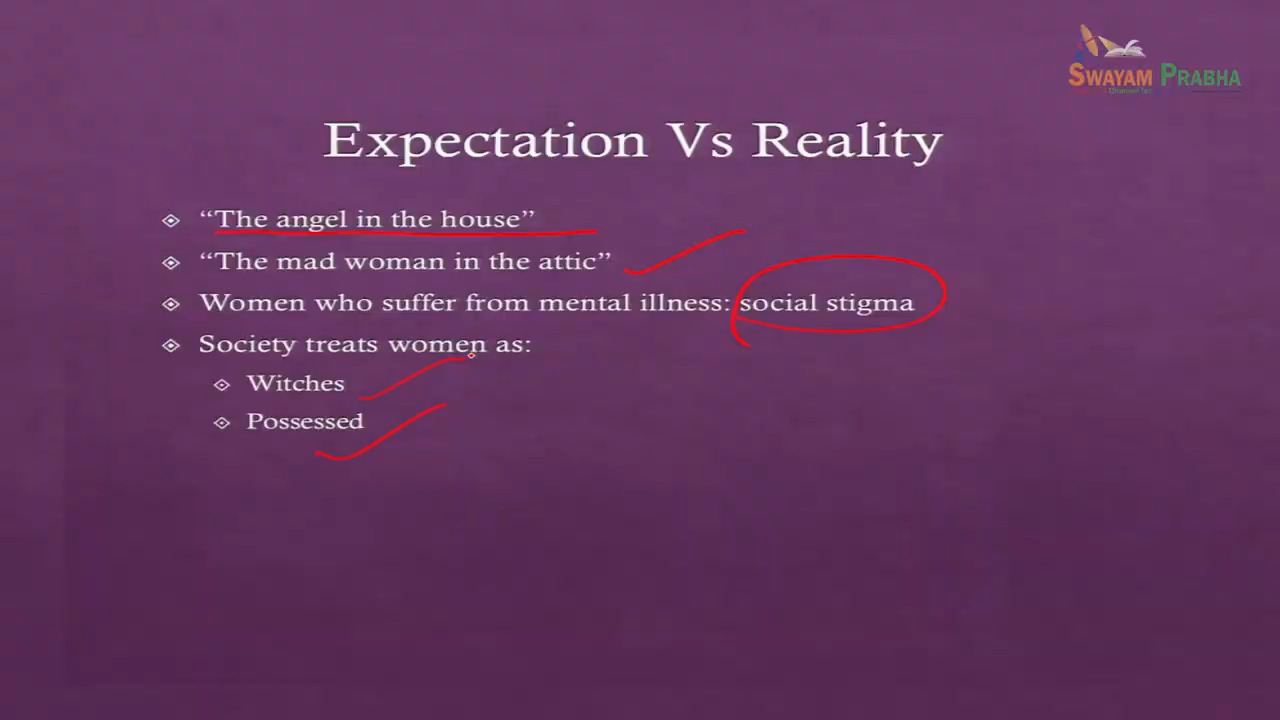 SWAYAM PRABHA
Expectation Vs Reality
“The angel in the house”
“The mad woman in the attic”
Women who suffer from mental illness: social stigma
Society treats women as:
Witches
Possessed